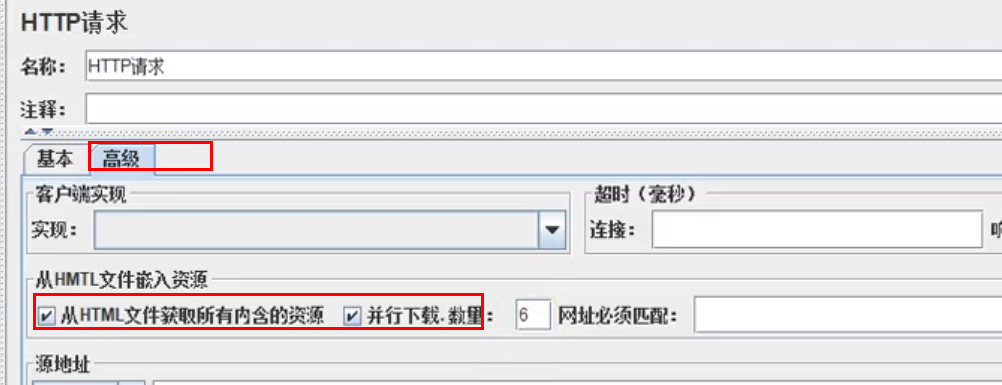 HTTP请求
名称： HTTP请求
注释：
基本 高级
客户端实现 超时（毫秒）
实现： 连接：
从HMTL文件嵌入资源
从HTML文件获取所有内含的资源 并行下载.数量： 6 网址必须匹配：
源地址